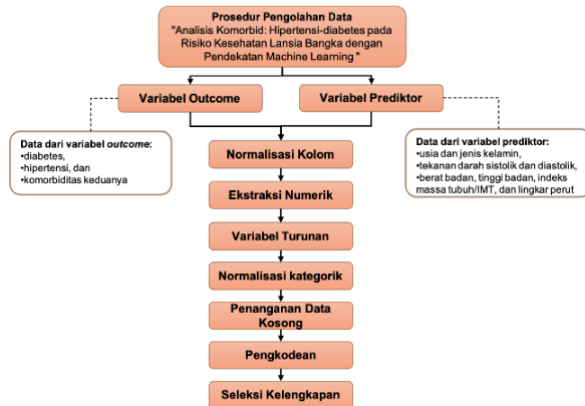 Prosedur Pengolahan Data
"Analisis Komorbid: Hipertensi-diabetes pada
Risiko Kesehatan Lansia Bangka dengan
Pendekatan Machine Learning "
Variabel Outcome
Variabel Prediktor
Data dari variabel outcome:
•diabetes,
•hipertensi, dan
•komorbiditas keduanya
Data dari variabel prediktor:
•usia dan jenis kelamin,
•tekanan darah sistolik dan diastolik,
•berat badan, tinggi badan, indeks
massa tubuh/IMT, dan lingkar perut
Normalisasi Kolom
Ekstraksi Numerik
Variabel Turunan
Normalisasi kategorik
Penanganan Data
Kosong
Pengkodean
Seleksi Kelengkapan